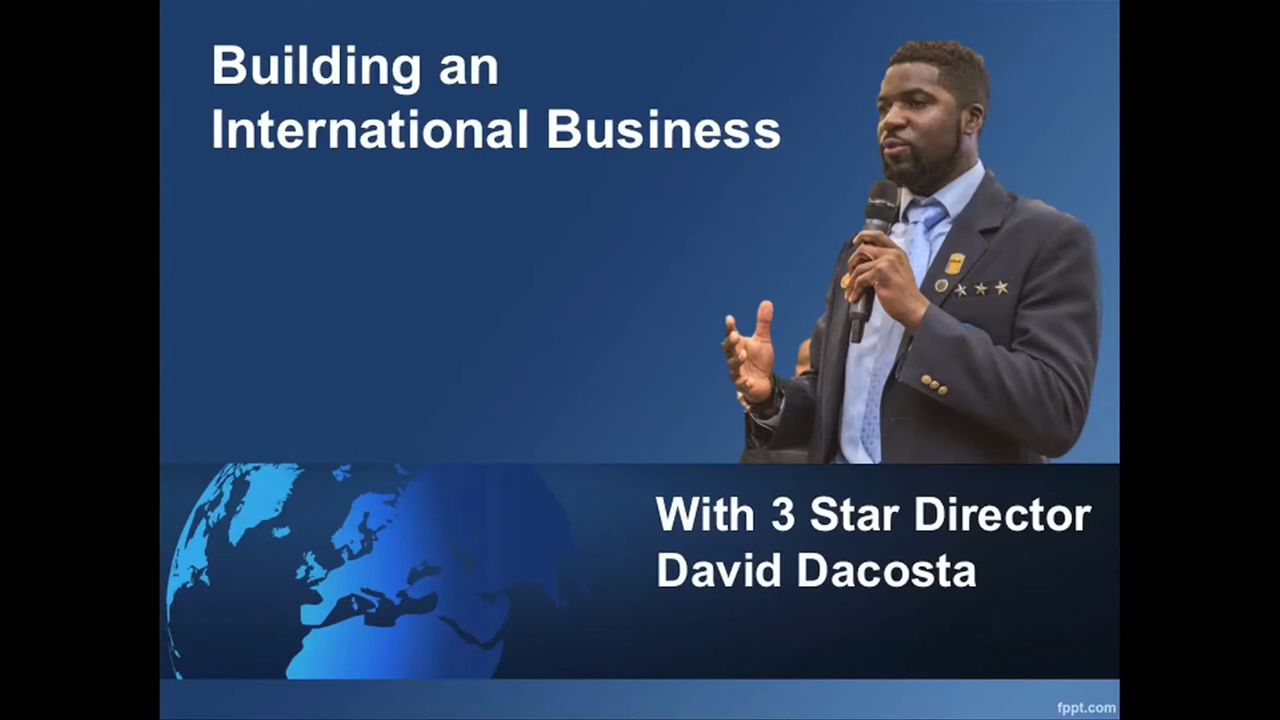 Building an
International Business
With 3 Star Director
David Dacosta
fppt.com